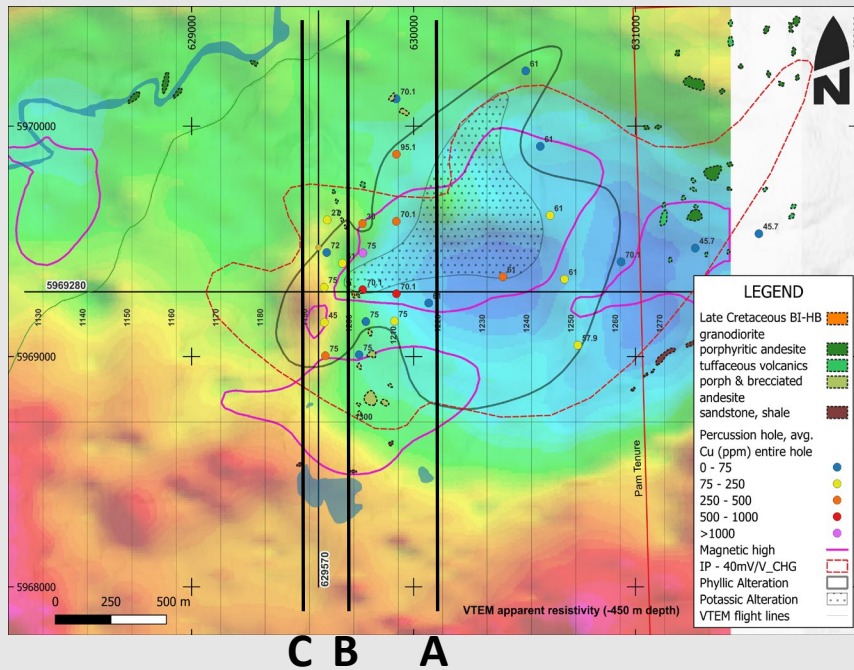 629000
630000
631000
N
5970000
5969280
5969000
5968000
61
70.1
61
95.1
27
70.1
61
72
75
70.1
45.7
45.7
75
70.1
70.1
61
61
45
75
75
75
75
57.9
1130
1140
1150
1160
1170
1180
1210
1230
1250
1260
1270
1300
Pam Tenure
629570
0 250 500 m
VTEM apparent resistivity (-450 m depth)
LEGEND
Late Cretaceous BI-HB
granodiorite
porphyritic andesite
tuffaceous volcanics
porph & brecciated
andesite
sandstone, shale
Percussion hole, avg.
Cu (ppm) entire hole
0 - 75
75 - 250
250 - 500
500 - 1000
>1000
Magnetic high
IP - 40mV/V_CHG
Phyllic Alteration
Potassic Alteration
VTEM flight lines
C B A